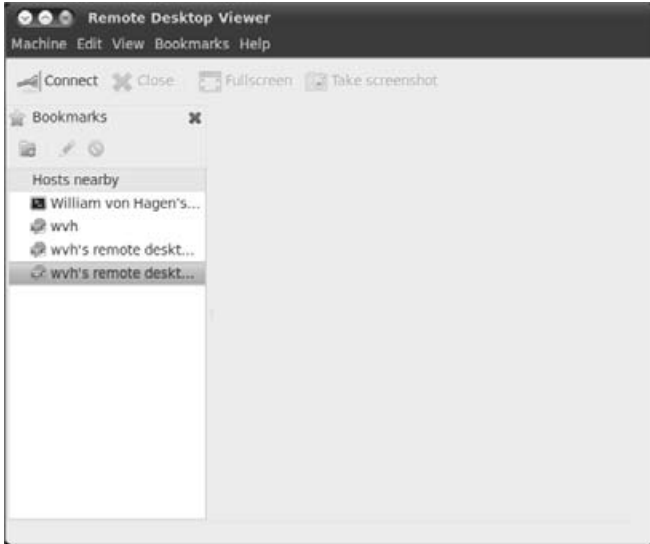 Remote Desktop Viewer
Machine Edit View Bookmarks Help
Connect Close Fullscreen Take screenshot
Bookmarks
Hosts nearby
William von Hagen's...
wvh
wvh's remote deskt...
wvh's remote deskt...